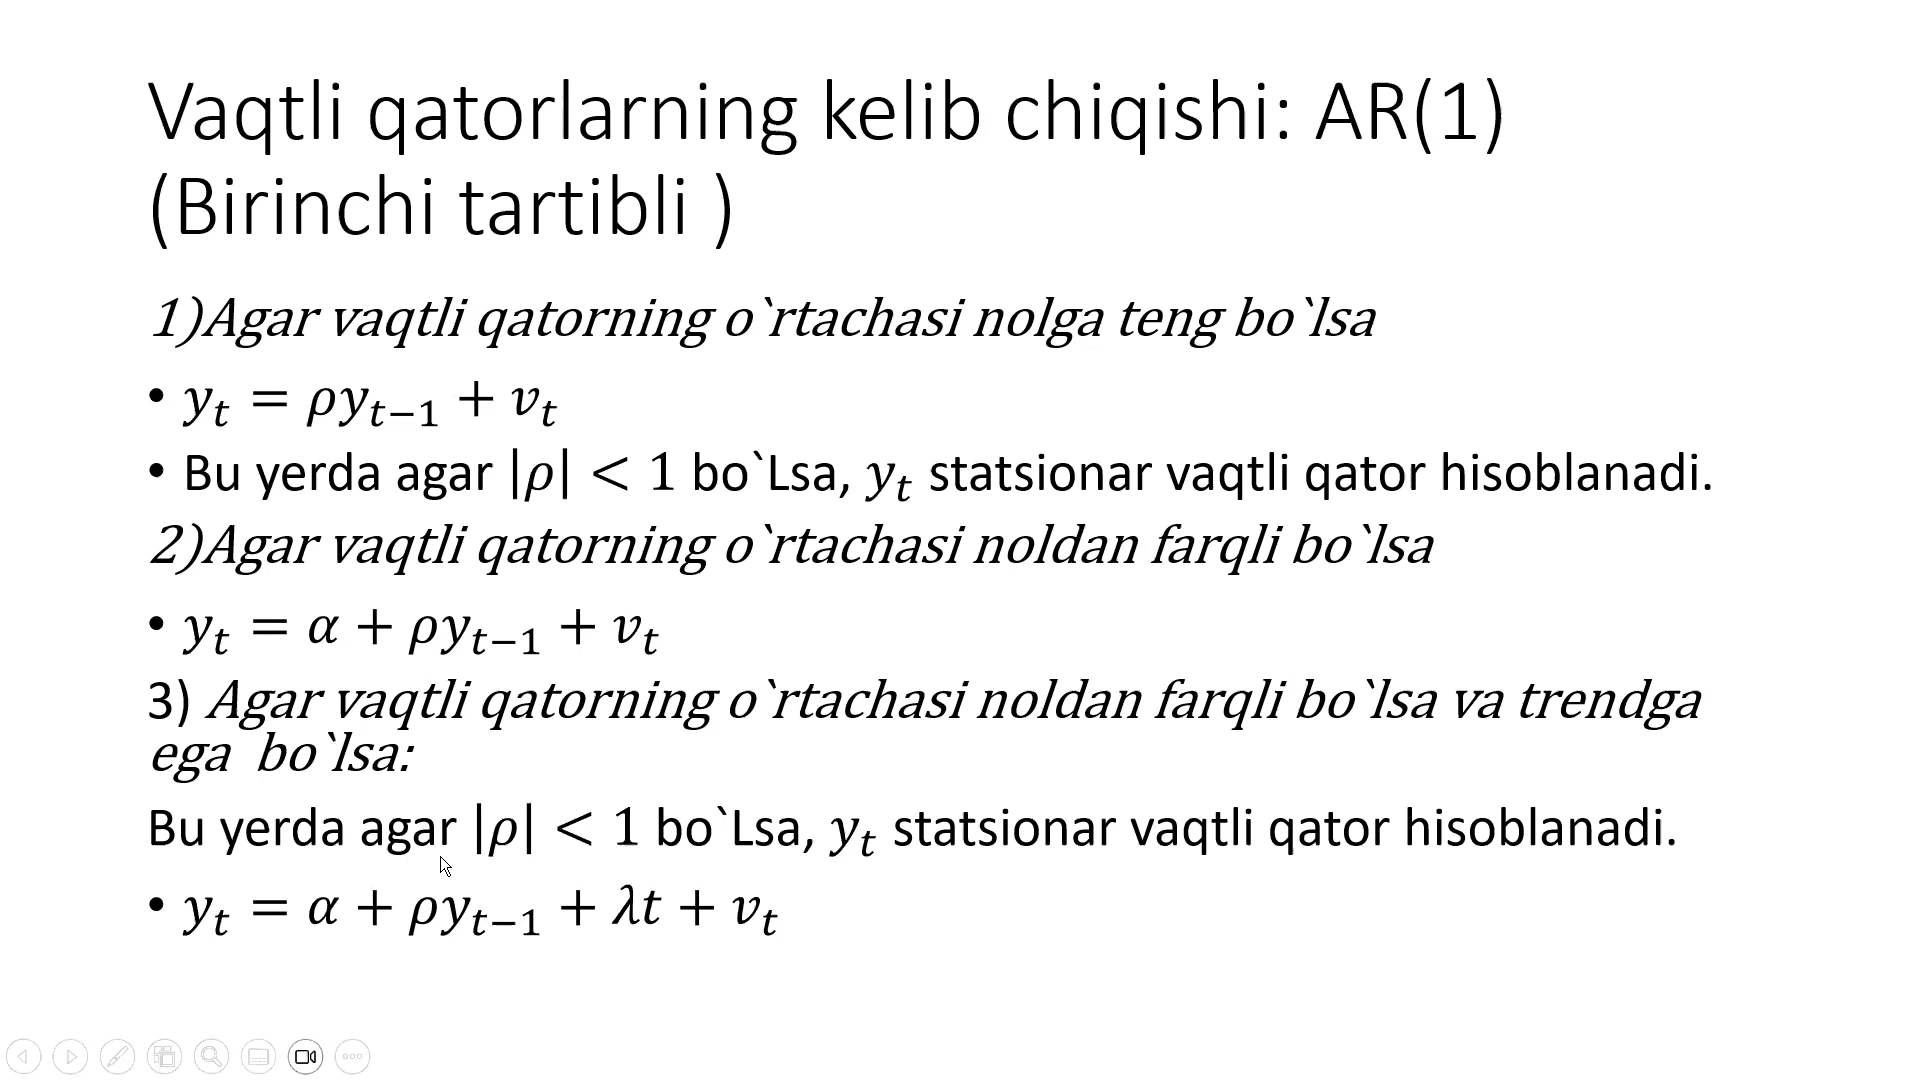 Vaqtli qatorlarning kelib chiqishi: AR(1)
(Birinchi tartibli )
1)Agar vaqtli qatorning o`rtachasi nolga teng bo`lsa
• yₜ = ρyₜ₋₁ + vₜ
• Bu yerda agar |ρ| < 1 bo`Lsa, yₜ statsionar vaqtli qator hisoblanadi.
2)Agar vaqtli qatorning o`rtachasi noldan farqli bo`lsa
• yₜ = α + ρyₜ₋₁ + vₜ
3) Agar vaqtli qatorning o`rtachasi noldan farqli bo`lsa va trendga
ega  bo`lsa:
Bu yerda agar |ρ| < 1 bo`Lsa, yₜ statsionar vaqtli qator hisoblanadi.
• yₜ = α + ρyₜ₋₁ + λt + vₜ